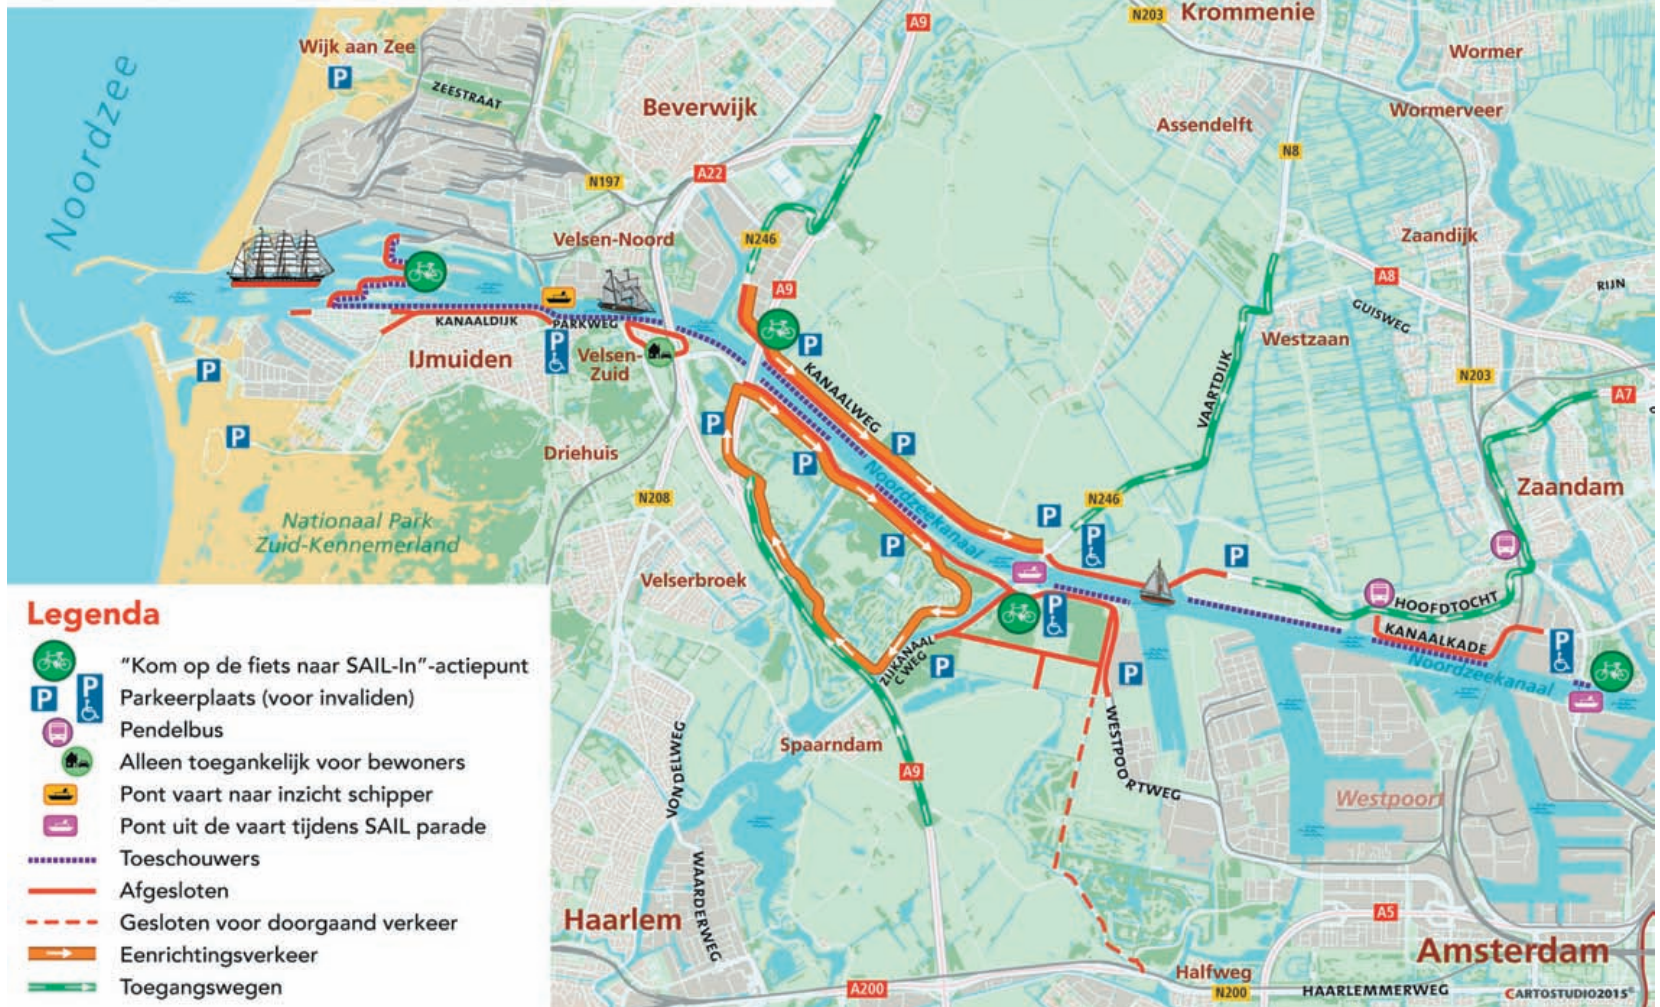 Noordzee
Wijk aan Zee
P
ZEESTRAAT
Beverwijk
A9
N203
Krommenie
Wormer
Wormerveer
Assendelft
N8
A22
N197
Velsen-Noord
N246
A9
Zaandijk
A8
RIJN
GUISWEG
Westzaan
N203
A7
VAARTDIJK
KANAALDIJK
PARKWEG
IJmuiden
P
Velsen-
Zuid
P
P
KANAALWEG
P
P
P
P
Driehuis
N208
Noordzeekanaal
N246
Zaandam
P
P
P
P
Nationaal Park
Zuid-Kennemerland
Velserbroek
P
HOOFDTOCHT
KANAALKADE
Noordzeekanaal
P
ZIJKANAAL
C WEG
P
P
WESTPOORTWEG
Spaarndam
VONDELWEG
A9
Westpoort
WAARDERWEG
Haarlem
A5
Amsterdam
Halfweg
A200
N200
HAARLEMMERWEG
CARTOSTUDIO2015©
Legenda
"Kom op de fiets naar SAIL-In"-actiepunt
P P Parkeerplaats (voor invaliden)
Pendelbus
Alleen toegankelijk voor bewoners
Pont vaart naar inzicht schipper
Pont uit de vaart tijdens SAIL parade
Toeschouwers
Afgesloten
Gesloten voor doorgaand verkeer
Eenrichtingsverkeer
Toegangswegen